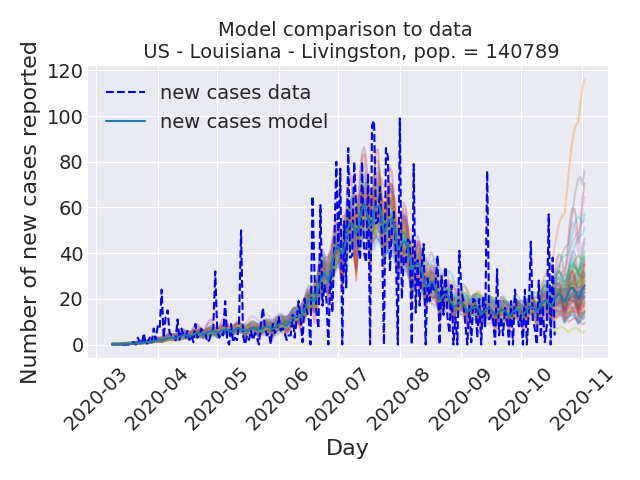 Model comparison to data
US - Louisiana - Livingston, pop. = 140789
Number of new cases reported
120
100
80
60
40
20
0
new cases data
new cases model
2020-03
2020-04
2020-05
2020-06
2020-07
2020-08
2020-09
2020-10
2020-11
Day